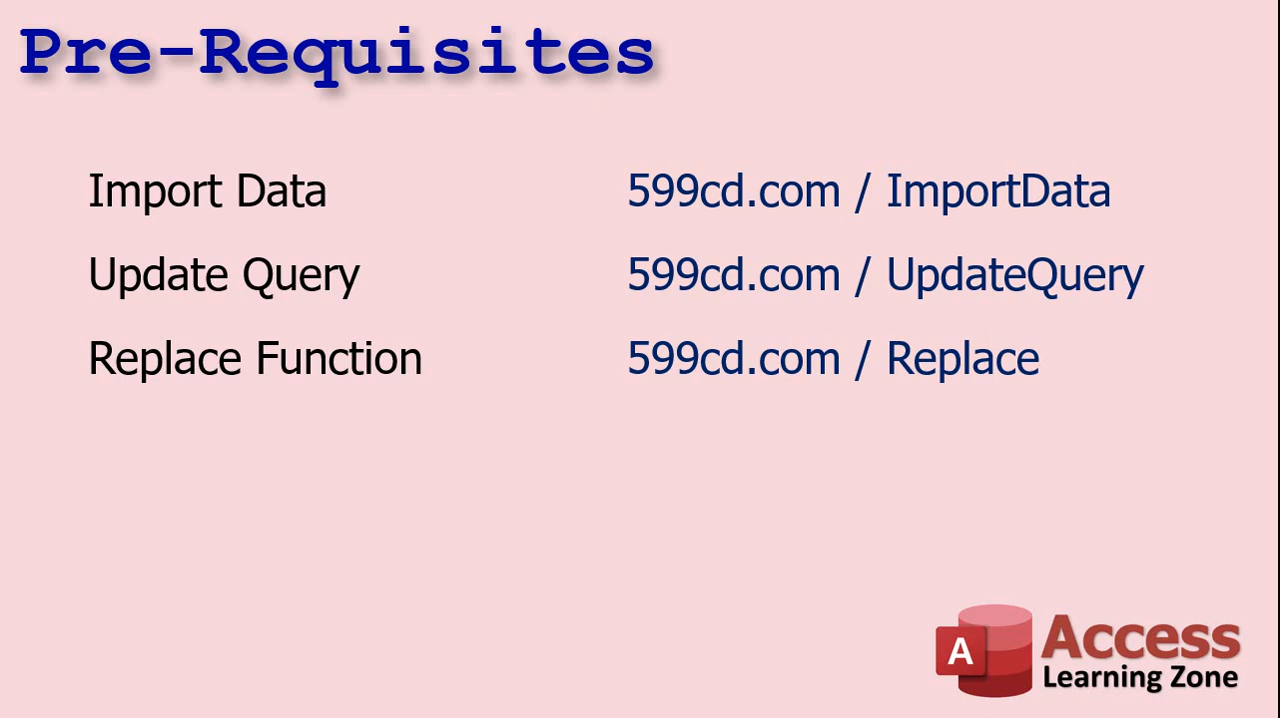 Pre-Requisites
Import Data 599cd.com / ImportData
Update Query 599cd.com / UpdateQuery
Replace Function 599cd.com / Replace
A Access
Learning Zone